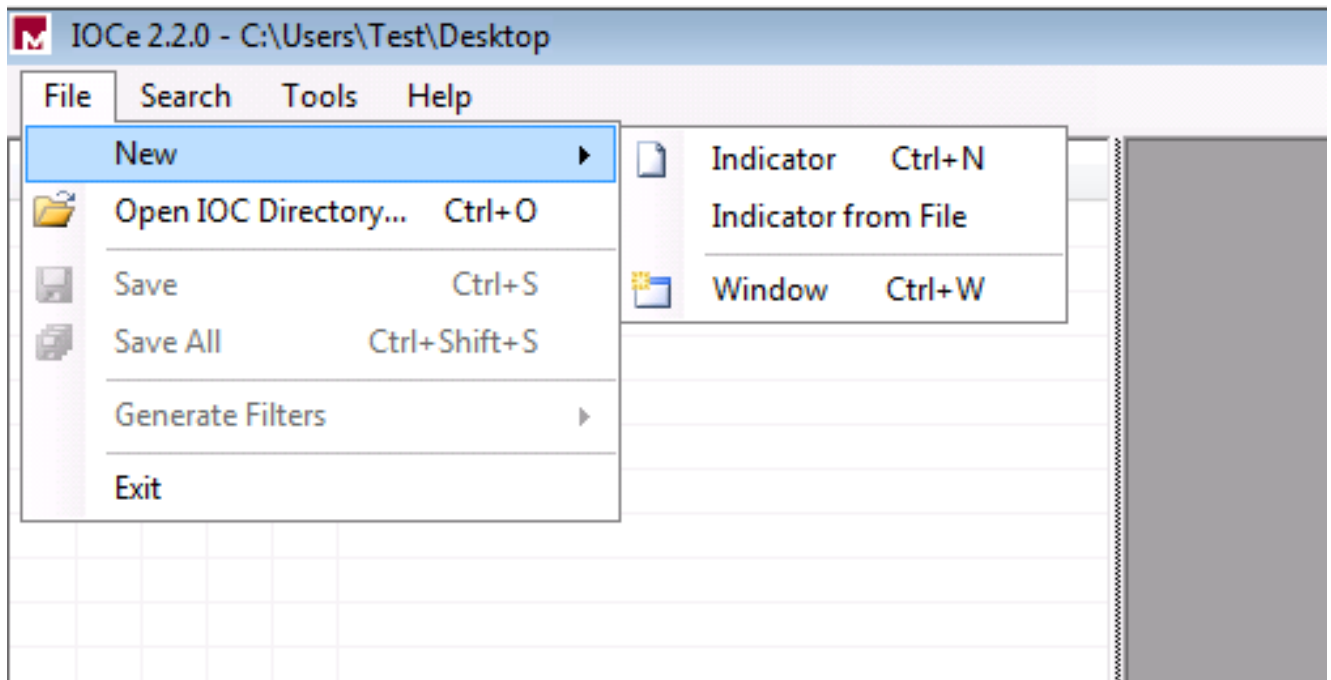 IOCe 2.2.0 - C:\Users\Test\Desktop
File Search Tools Help
New
Open IOC Directory... Ctrl+O
Save Ctrl+S
Save All Ctrl+Shift+S
Generate Filters
Exit
Indicator Ctrl+N
Indicator from File
Window Ctrl+W